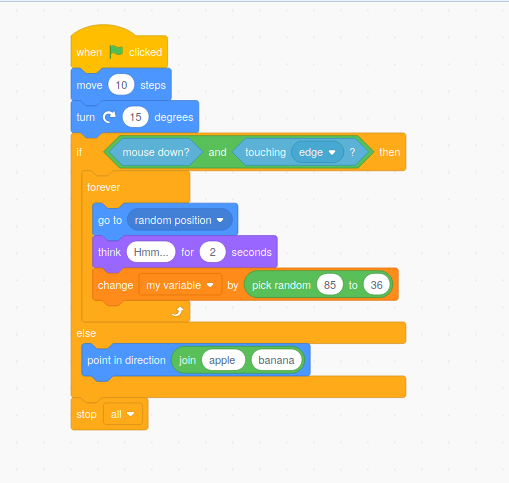 when clicked
move 10 steps
turn 15 degrees
if mouse down? and touching edge ? then
forever
go to random position
think Hmm... for 2 seconds
change my variable by pick random 85 to 36
else
point in direction join apple banana
stop all